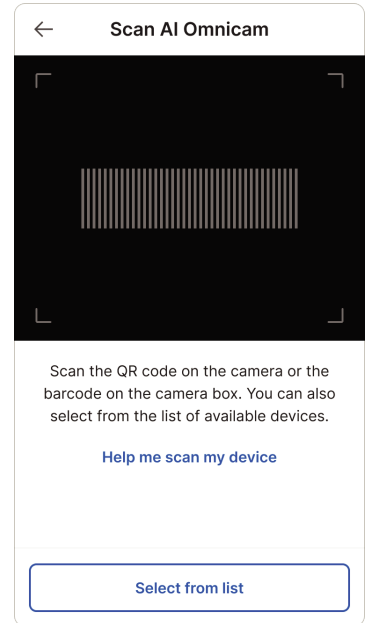 Scan AI Omnicam
Scan the QR code on the camera or the
barcode on the camera box. You can also
select from the list of available devices.
Help me scan my device
Select from list